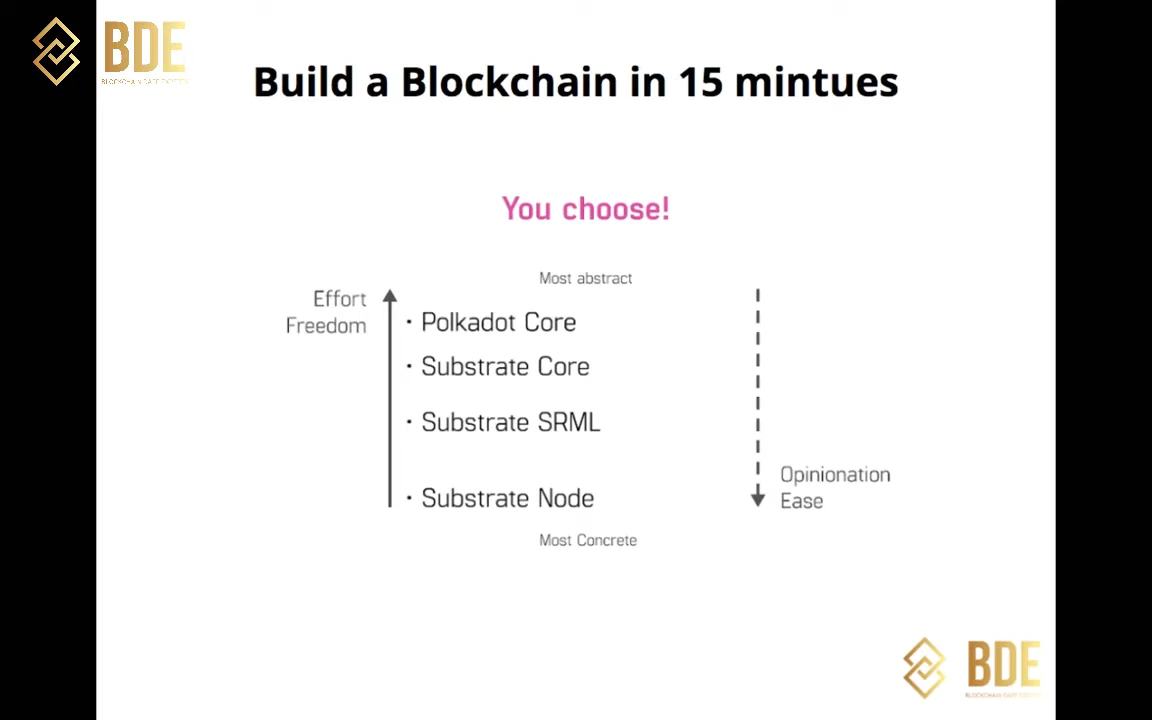 BDE
Build a Blockchain in 15 mintues
You choose!
Most abstract
Effort
Freedom
· Polkadot Core
· Substrate Core
· Substrate SRML
· Substrate Node
Opinionation
Ease
Most Concrete
BDE